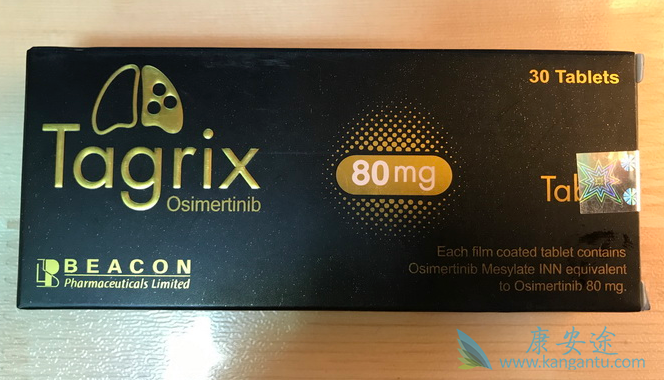 30 Tablets
Tagrix
Osimertinib
80mg
BEACON
Pharmaceuticals Limited
Each film coated tablet contains
Osimertinib Mesylate INN equivalent
to Osimertinib 80 mg.
康安途
www.kangantu.com